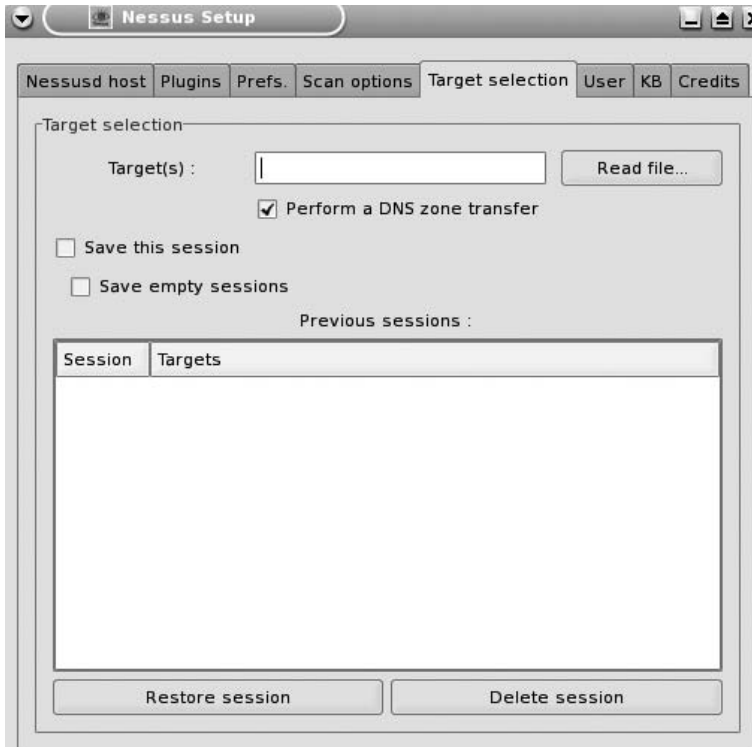 Nessus Setup
Nessusd host Plugins Prefs. Scan options Target selection User KB Credits
Target selection
Target(s) : Read file...
Perform a DNS zone transfer
Save this session
Save empty sessions
Previous sessions :
Session Targets
Restore session Delete session